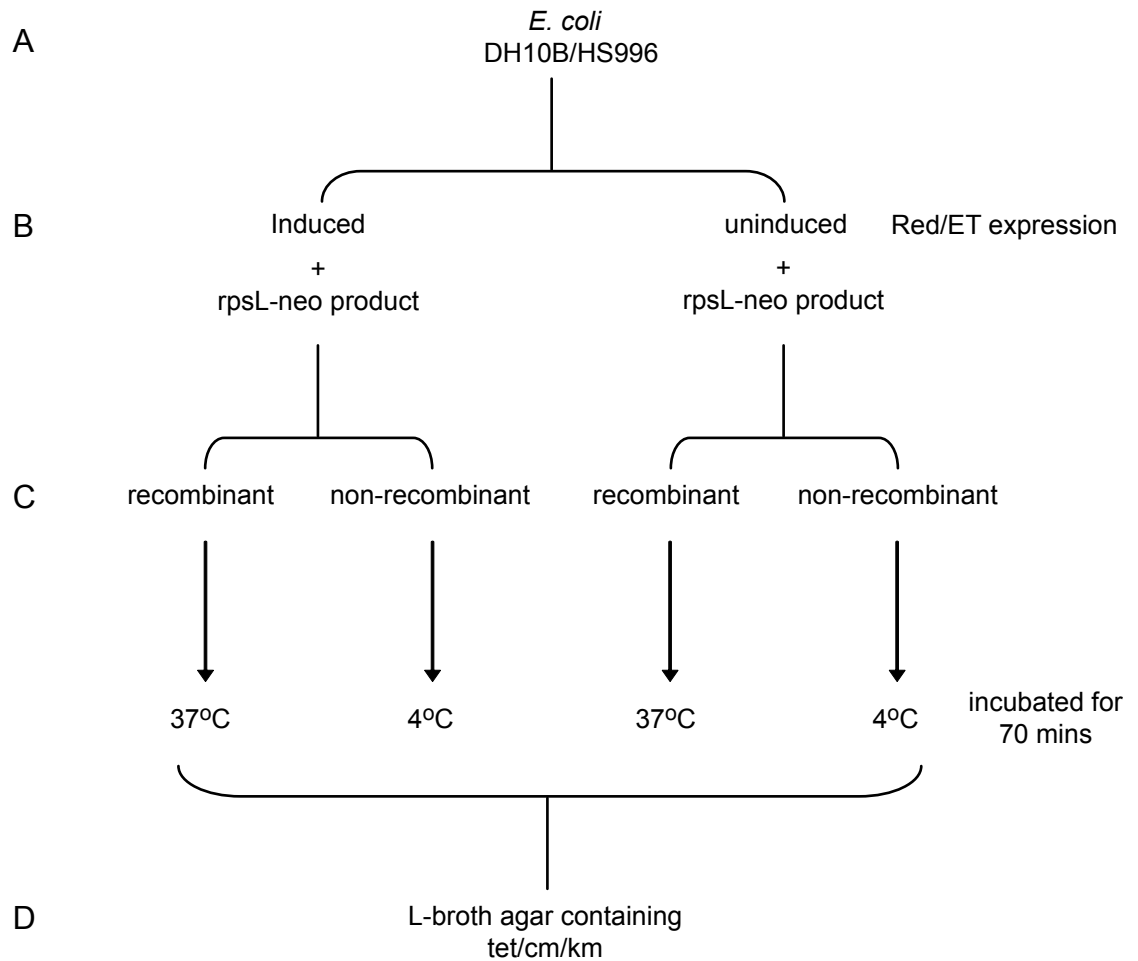 A
E. coli
DH10B/HS996
B
Induced
uninduced
Red/ET expression
+
+
rpsL-neo product
rpsL-neo product
C
recombinant
non-recombinant
recombinant
non-recombinant
37ºC
4ºC
37ºC
4ºC
incubated for
70 mins
D
L-broth agar containing
tet/cm/km